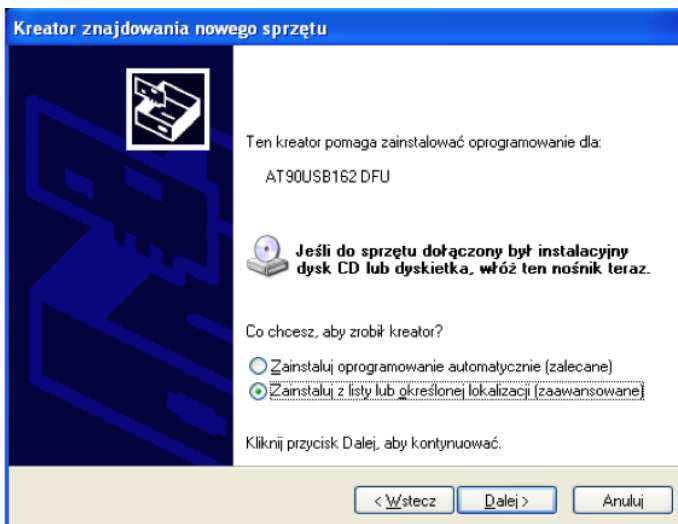 Kreator znajdowania nowego sprzętu
Ten kreator pomaga zainstalować oprogramowanie dla:
AT90USB162 DFU
Jeśli do sprzętu dołączony był instalacyjny
dysk CD lub dyskietka, włóż ten nośnik teraz.
Co chcesz, aby zrobił kreator?
Zainstaluj oprogramowanie automatycznie (zalecane)
Zainstaluj z listy lub określonej lokalizacji (zaawansowane)
Kliknij przycisk Dalej, aby kontynuować.
< Wstecz
Dalej >
Anuluj